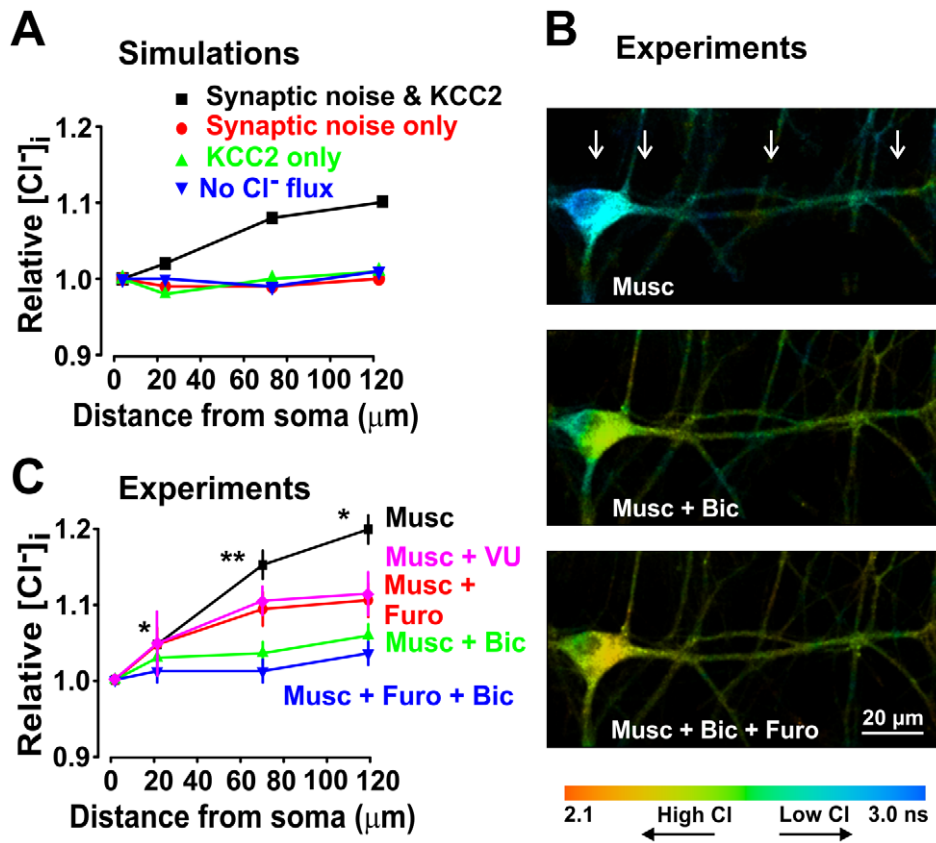 A
Simulations
Synaptic noise & KCC2
Synaptic noise only
KCC2 only
No Cl⁻ flux
Relative [Cl⁻]ᵢ
1.2
1.1
1.0
0.9
0 20 40 60 80 100 120
Distance from soma (μm)
B
Experiments
Musc
Musc + Bic
Musc + Bic + Furo
20 μm
2.1 High Cl Low Cl 3.0 ns
C
Experiments
Relative [Cl⁻]ᵢ
1.2
1.1
1.0
0.9
* ** *
Musc
Musc + VU
Musc +
Furo
Musc + Bic
Musc + Furo + Bic
0 20 40 60 80 100 120
Distance from soma (μm)